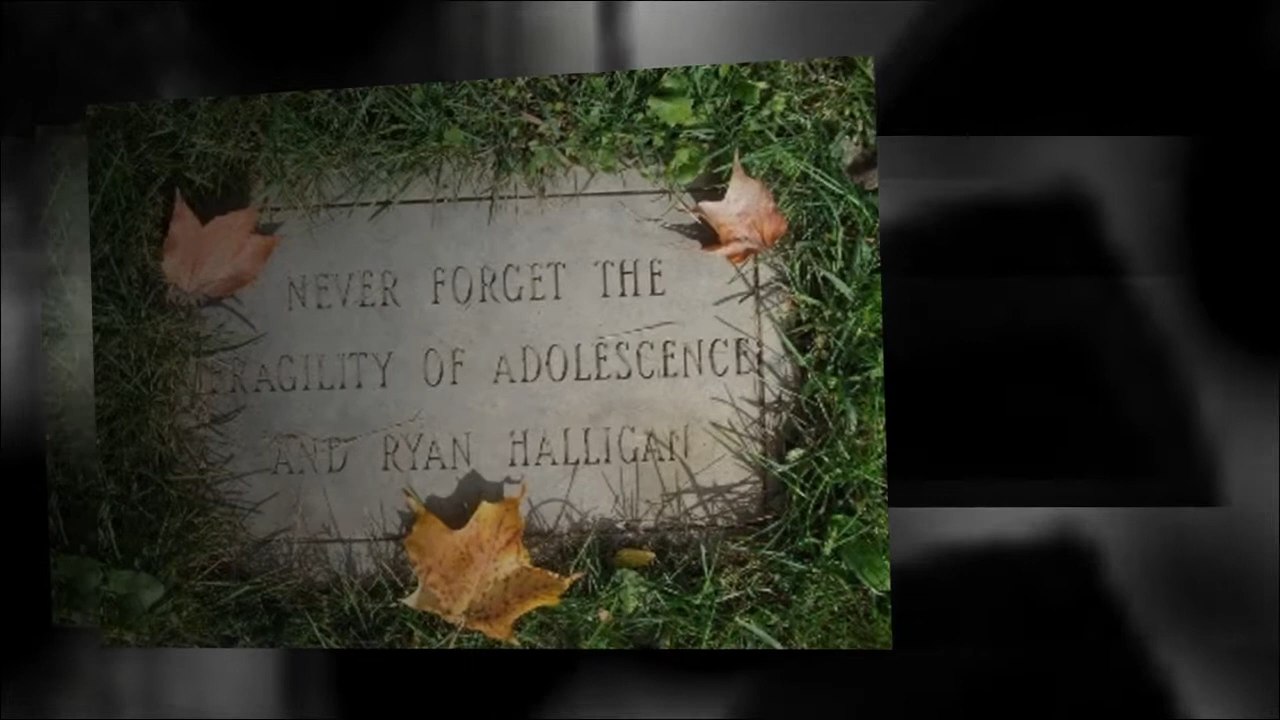 NEVER FORGET THE
FRAGILITY OF ADOLESCENCE
AND RYAN HALLIGAN